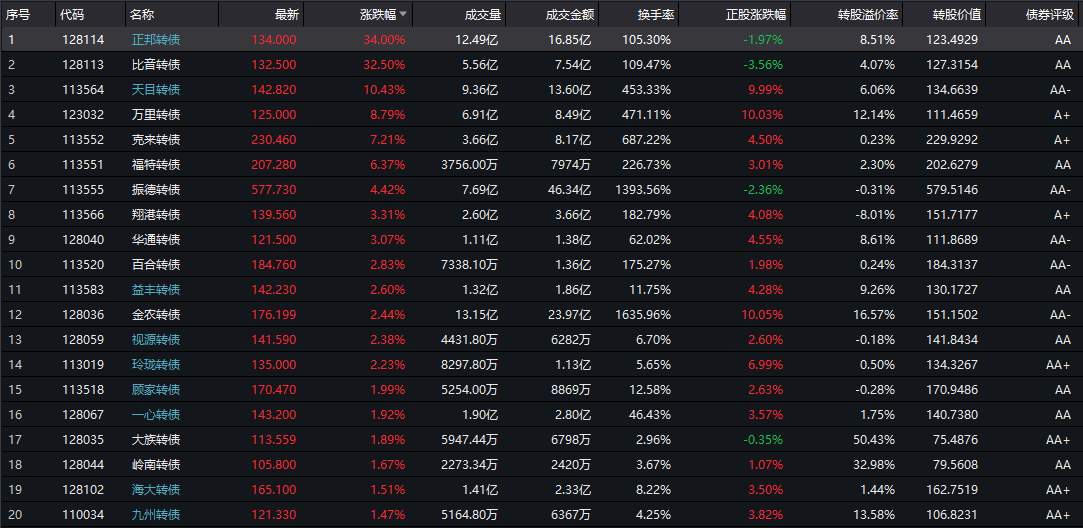 序号 代码 名称 最新 涨跌幅 成交量 成交金额 换手率 正股涨跌幅 转股溢价率 转股价值 债券评级
1 128114 正邦转债 134.000 34.00% 12.49亿 16.85亿 105.30% -1.97% 8.51% 123.4929 AA
2 128113 比音转债 132.500 32.50% 5.56亿 7.54亿 109.47% -3.56% 4.07% 127.3154 AA
3 113564 天目转债 142.820 10.43% 9.36亿 13.60亿 453.33% 9.99% 6.06% 134.6639 AA-
4 123032 万里转债 125.000 8.79% 6.91亿 8.49亿 471.11% 10.03% 12.14% 111.4659 A+
5 113552 克来转债 230.460 7.21% 3.66亿 8.17亿 687.22% 4.50% 0.23% 229.9292 A+
6 113551 福特转债 207.280 6.37% 3756.00万 7974万 226.73% 3.01% 2.30% 202.6279 AA
7 113555 振德转债 577.730 4.42% 7.69亿 46.34亿 1393.56% -2.36% -0.31% 579.5146 AA-
8 113566 翔港转债 139.560 3.31% 2.60亿 3.66亿 182.79% 4.08% -8.01% 151.7177 A+
9 128040 华通转债 121.500 3.07% 1.11亿 1.38亿 62.02% 4.55% 8.61% 111.8689 AA-
10 113520 百合转债 184.760 2.83% 7338.10万 1.36亿 175.27% 1.98% 0.24% 184.3137 AA-
11 113583 益丰转债 142.230 2.60% 1.32亿 1.86亿 11.75% 4.28% 9.26% 130.1727 AA
12 128036 金农转债 176.199 2.44% 13.15亿 23.97亿 1635.96% 10.05% 16.57% 151.1502 AA-
13 128059 视源转债 141.590 2.38% 4431.80万 6282万 6.70% 2.60% -0.18% 141.8434 AA
14 113019 玲珑转债 135.000 2.23% 8297.80万 1.13亿 5.65% 6.99% 0.50% 134.3267 AA+
15 113518 顾家转债 170.470 1.99% 5254.00万 8869万 12.58% 2.63% -0.28% 170.9486 AA
16 128067 一心转债 143.200 1.92% 1.90亿 2.80亿 46.43% 3.57% 1.75% 140.7380 AA
17 128035 大族转债 113.559 1.89% 5947.44万 6798万 2.96% -0.35% 50.43% 75.4876 AA+
18 128044 岭南转债 105.800 1.67% 2273.34万 2420万 3.67% 1.07% 32.98% 79.5608 AA
19 128102 海大转债 165.100 1.51% 1.41亿 2.33亿 8.22% 3.50% 1.44% 162.7519 AA+
20 110034 九州转债 121.330 1.47% 5164.80万 6367万 4.25% 3.82% 13.58% 106.8231 AA+